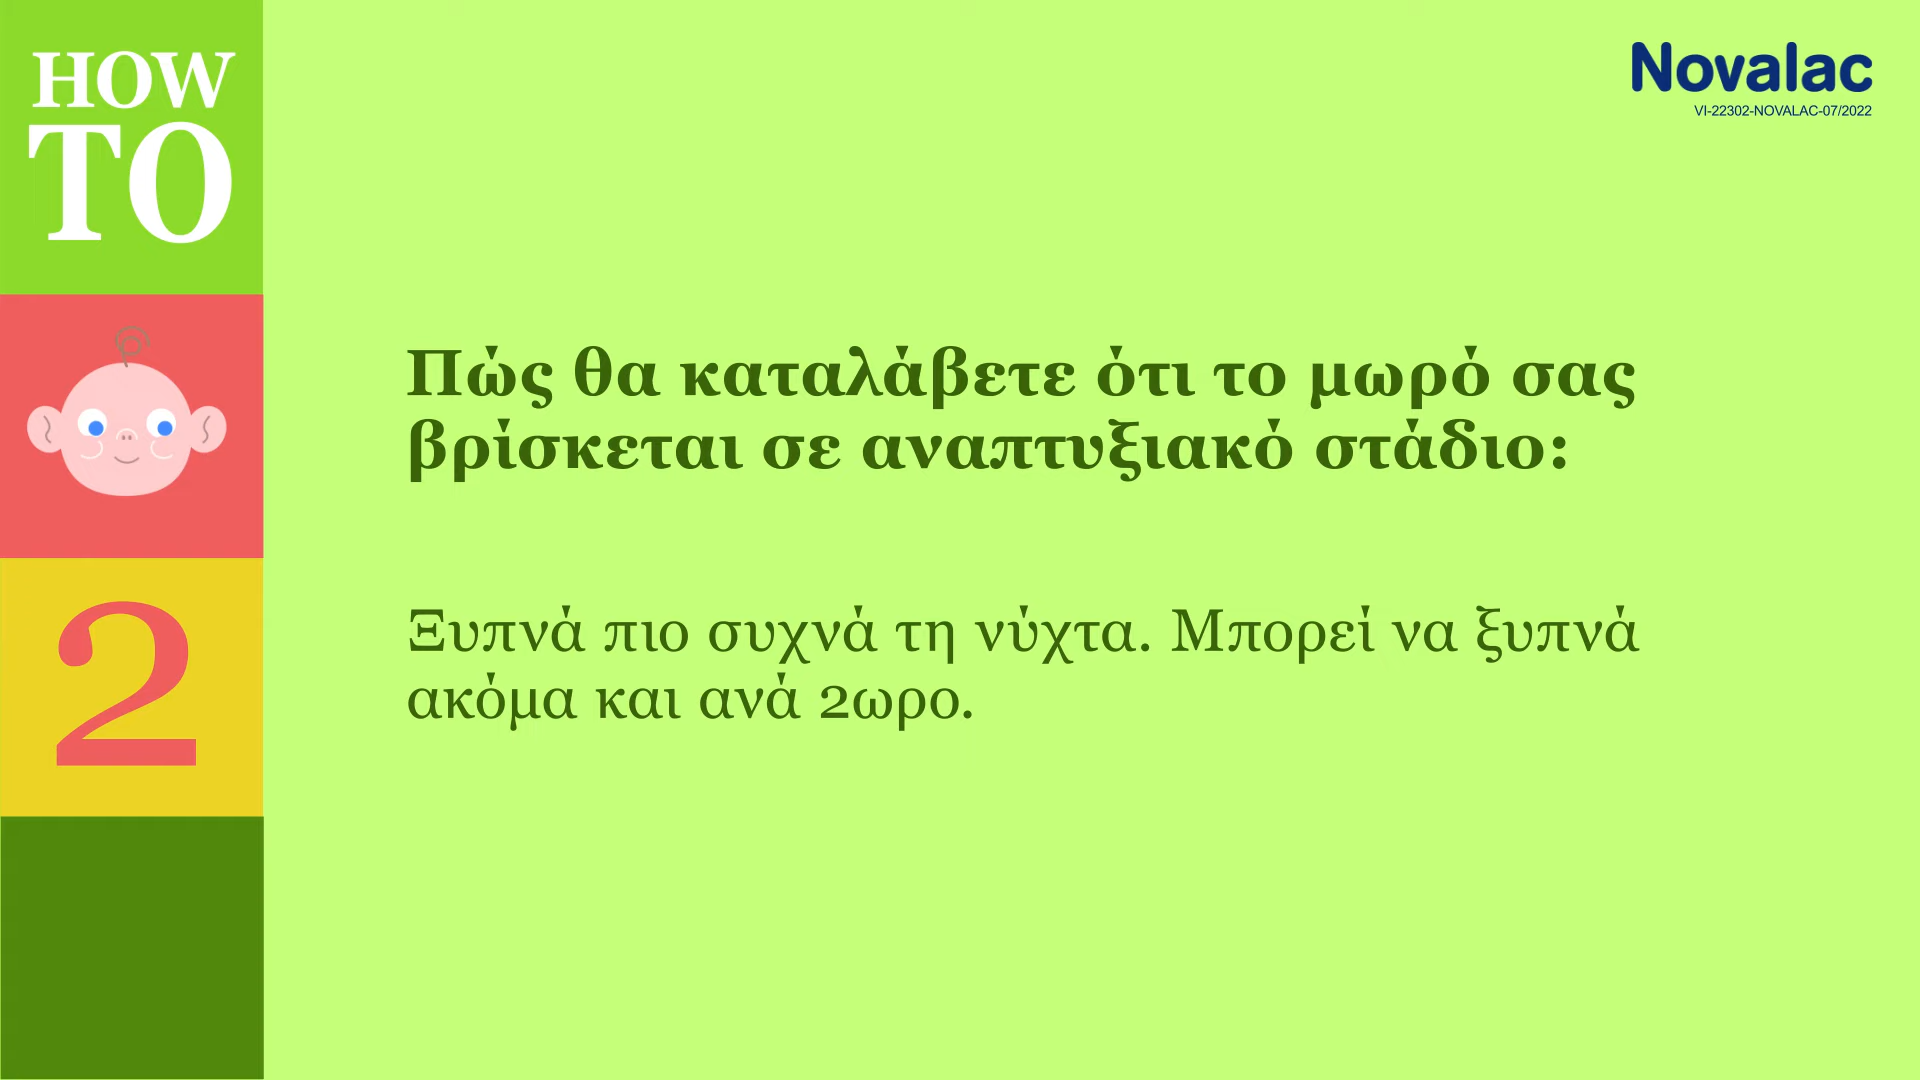 HOW
TO
Novalac
VI-22302-NOVALAC-07/2022
Πώς θα καταλάβετε ότι το μωρό σας
βρίσκεται σε αναπτυξιακό στάδιο:
2
Ξυπνά πιο συχνά τη νύχτα. Μπορεί να ξυπνά
ακόμα και ανά 2ωρο.